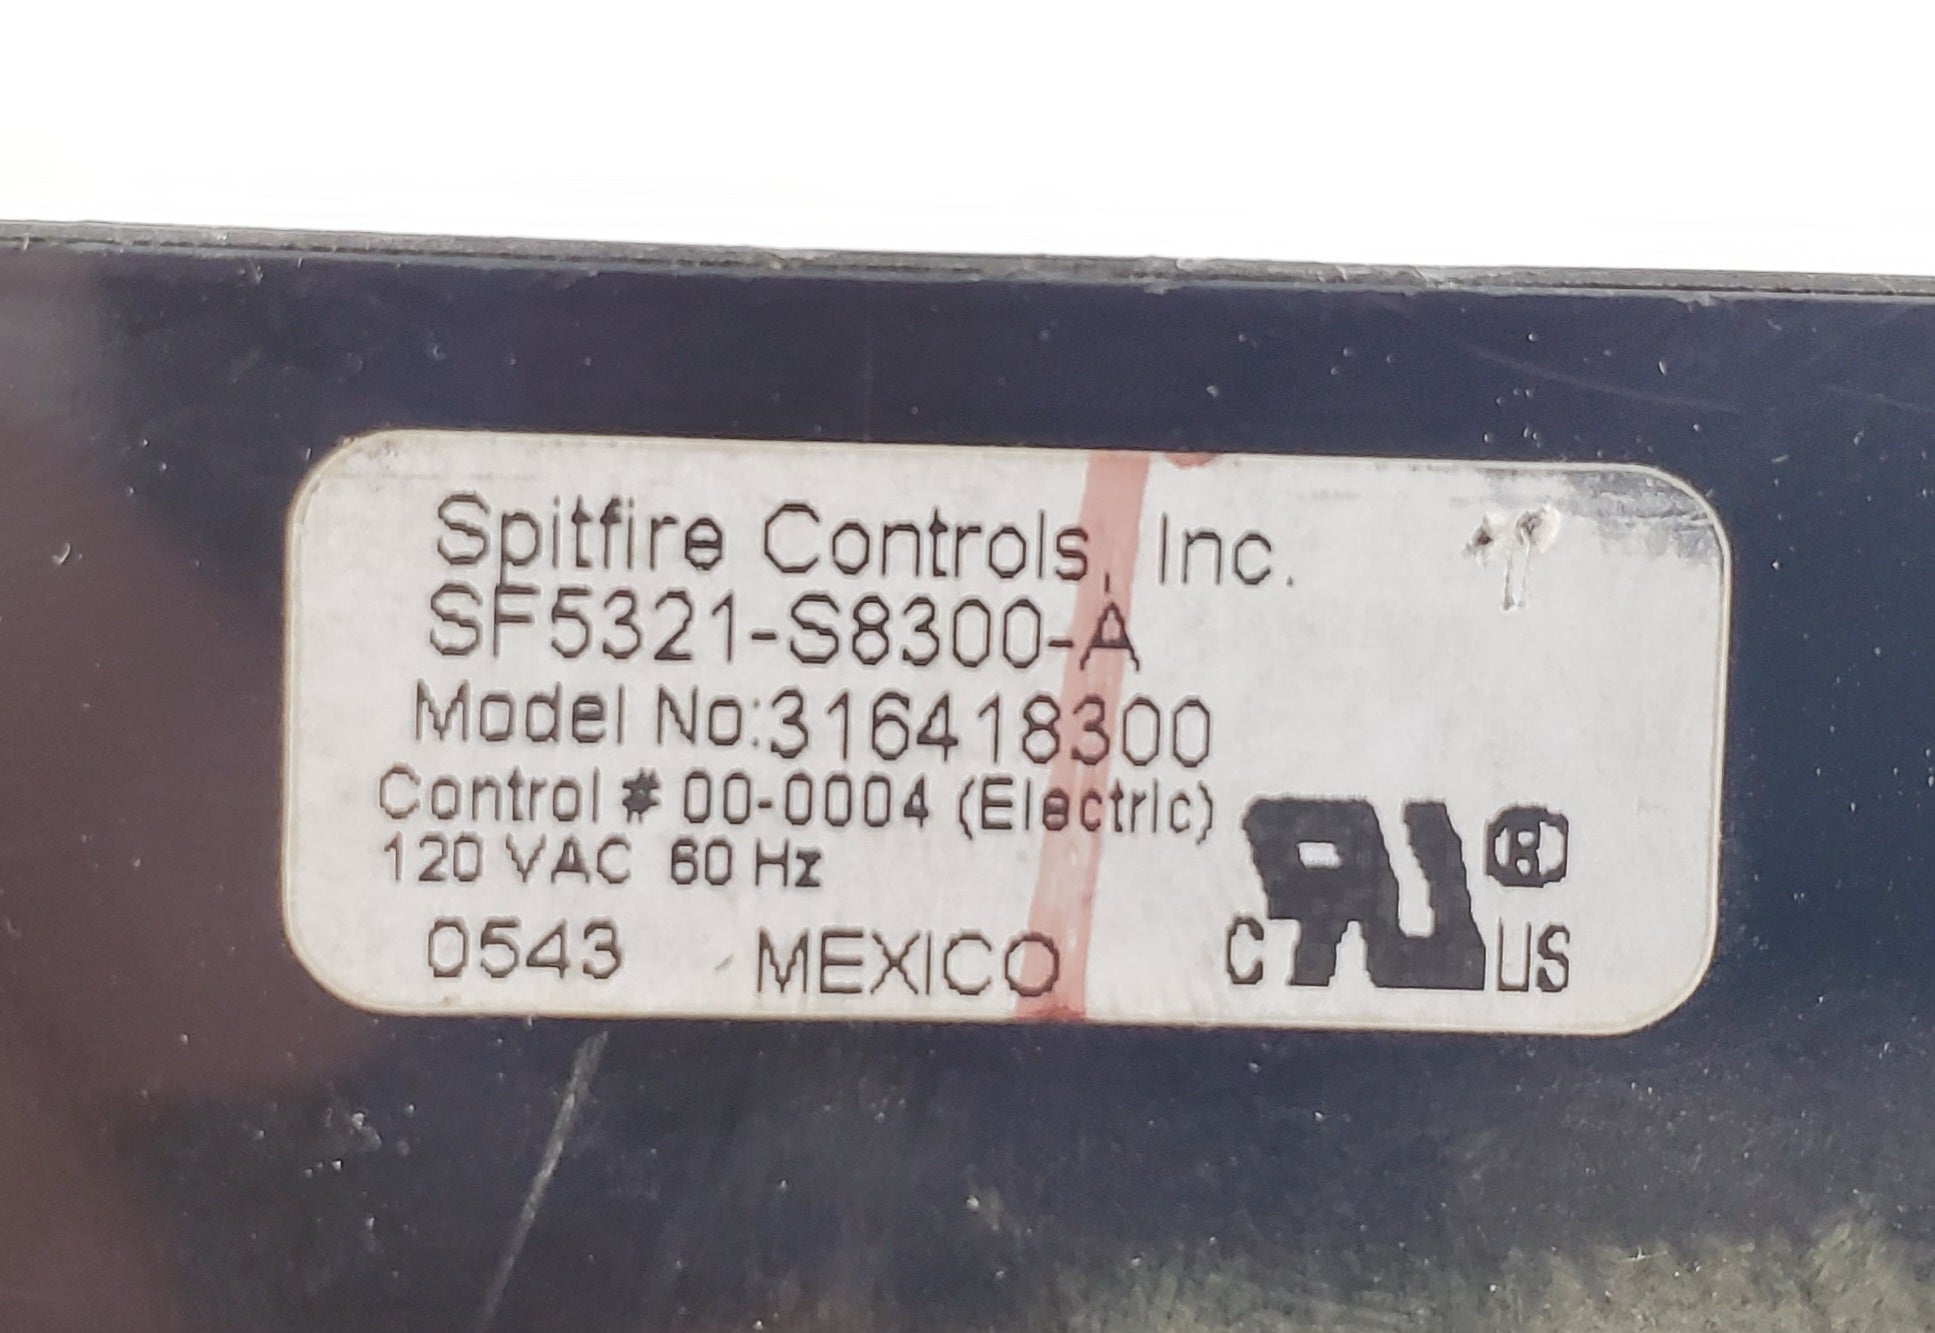 Spitfire Controls, Inc.
SF5321-S8300-A
Model No:316418300
Control # 00-0004 (Electric)
120 VAC 60 Hz
0543 MEXICO
C RU US ®